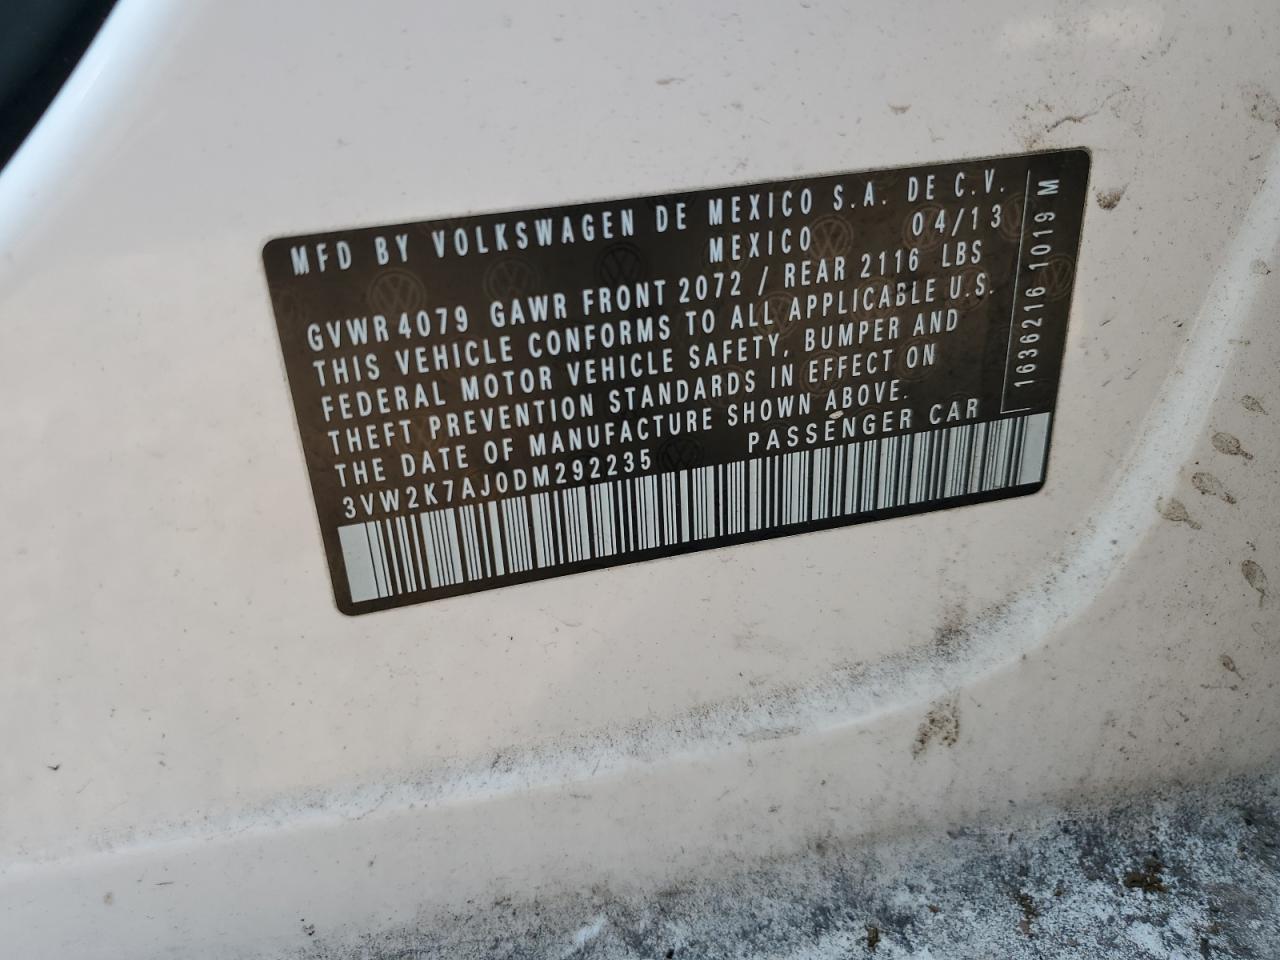 MFD BY VOLKSWAGEN DE MEXICO S.A. DE C.V.
MEXICO 04/13
GVWR 4079 GAWR FRONT 2072 / REAR 2116 LBS
THIS VEHICLE CONFORMS TO ALL APPLICABLE U.S.
FEDERAL MOTOR VEHICLE SAFETY, BUMPER AND
THEFT PREVENTION STANDARDS IN EFFECT ON
THE DATE OF MANUFACTURE SHOWN ABOVE.
3VW2K7AJ0DM292235 PASSENGER CAR
1636216 1019 M